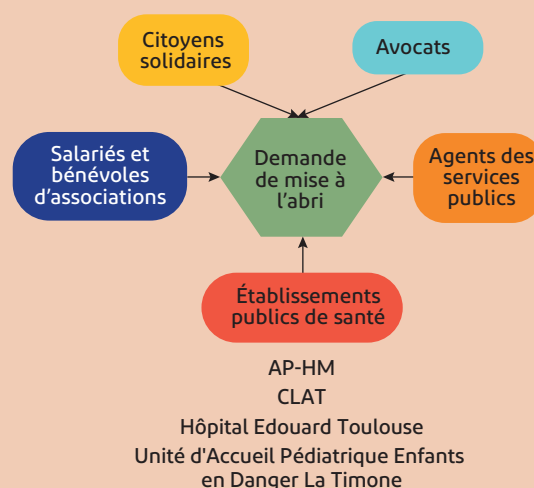 Citoyens
solidaires
Avocats
Salariés et
bénévoles
d'associations
Demande
de mise à
l'abri
Agents des
services
publics
Établissements
publics de santé
AP-HM
CLAT
Hôpital Edouard Toulouse
Unité d'Accueil Pédiatrique Enfants
en Danger La Timone